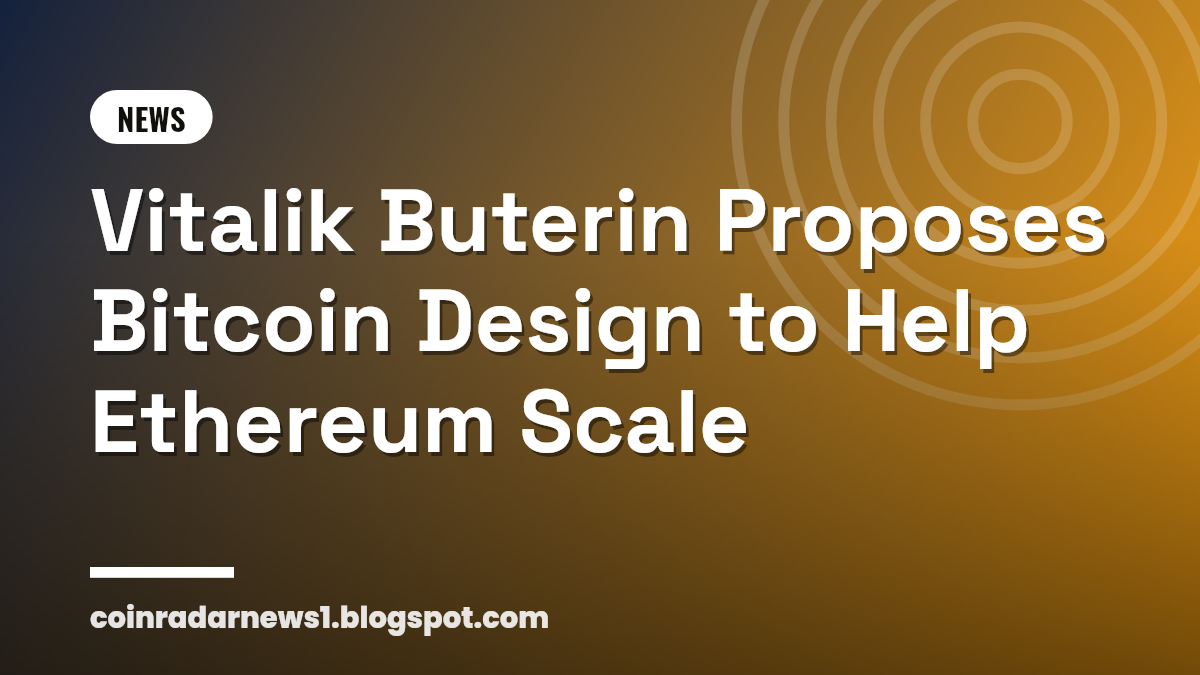 NEWS
Vitalik Buterin Proposes
Bitcoin Design to Help
Ethereum Scale
coinradarnews1.blogspot.com